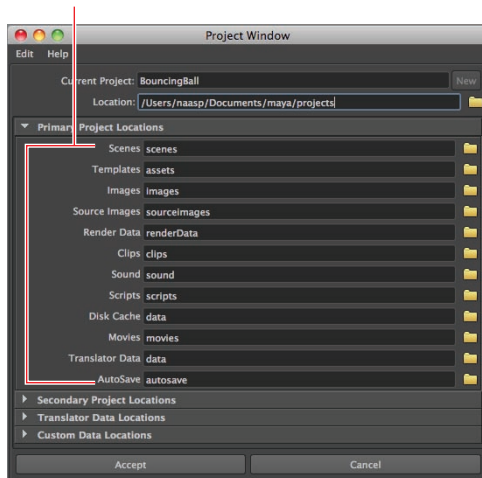 Project Window
Edit Help
Current Project: BouncingBall New
Location: /Users/naasp/Documents/maya/projects
Primary Project Locations
Scenes scenes
Templates assets
Images images
Source Images sourceimages
Render Data renderData
Clips clips
Sound sound
Scripts scripts
Disk Cache data
Movies movies
Translator Data data
AutoSave autosave
Secondary Project Locations
Translator Data Locations
Custom Data Locations
Accept Cancel